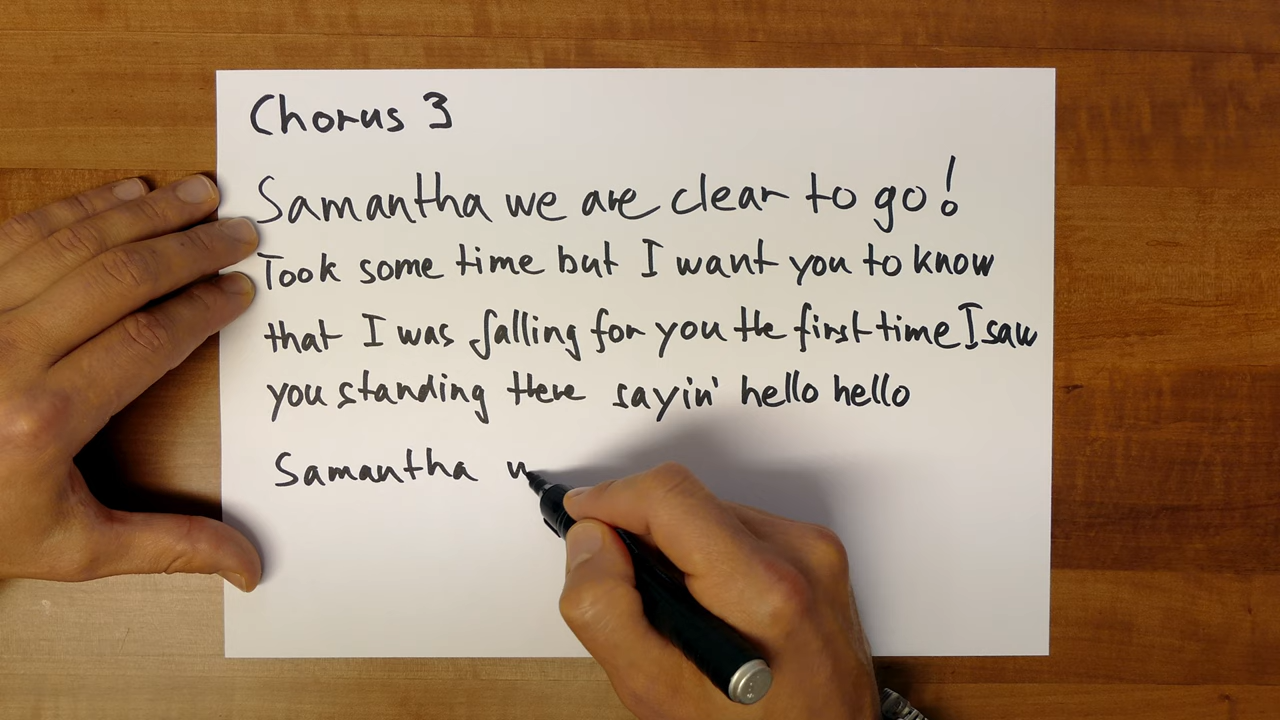 Chorus 3
Samantha we are clear to go!
Took some time but I want you to know
that I was falling for you the first time I saw
you standing there sayin' hello hello
Samantha